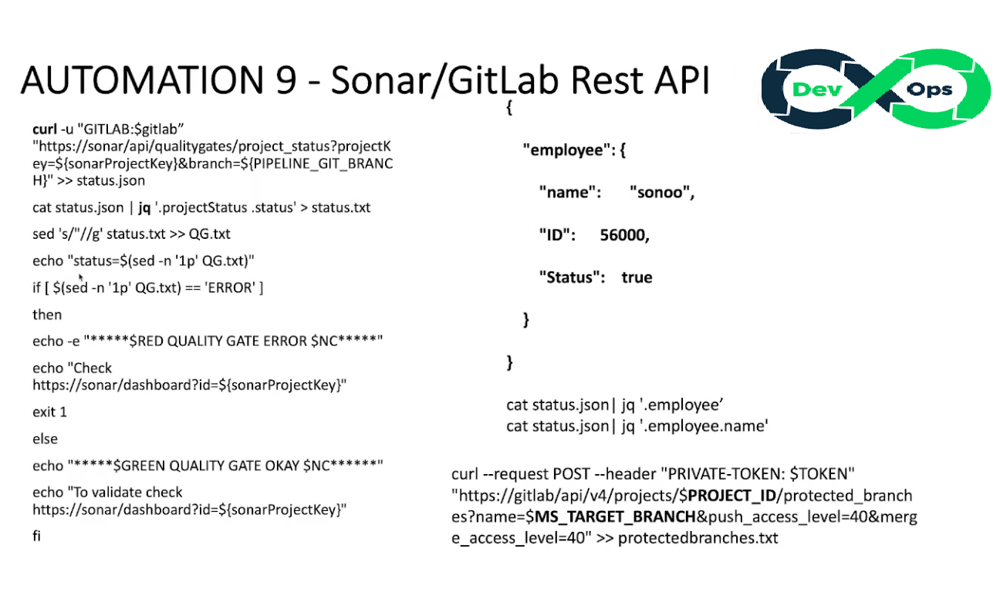 AUTOMATION 9 - Sonar/GitLab Rest API
Dev Ops
curl -u "GITLAB:$gitlab”
"https://sonar/api/qualitygates/project_status?projectK
ey=${sonarProjectKey}&branch=${PIPELINE_GIT_BRANC
H}" >> status.json
cat status.json | jq '.projectStatus .status' > status.txt
sed 's/"//g' status.txt >> QG.txt
echo "status=$(sed -n '1p' QG.txt)"
if [ $(sed -n '1p' QG.txt) == 'ERROR' ]
then
echo -e "*****$RED QUALITY GATE ERROR $NC*****"
echo "Check
https://sonar/dashboard?id=${sonarProjectKey}"
exit 1
else
echo "*****$GREEN QUALITY GATE OKAY $NC******"
echo "To validate check
https://sonar/dashboard?id=${sonarProjectKey}"
fi
{
"employee": {
"name": "sonoo",
"ID": 56000,
"Status": true
}
}
cat status.json| jq '.employee’
cat status.json| jq '.employee.name'
curl --request POST --header "PRIVATE-TOKEN: $TOKEN"
"https://gitlab/api/v4/projects/$PROJECT_ID/protected_branch
es?name=$MS_TARGET_BRANCH&push_access_level=40&merg
e_access_level=40" >> protectedbranches.txt